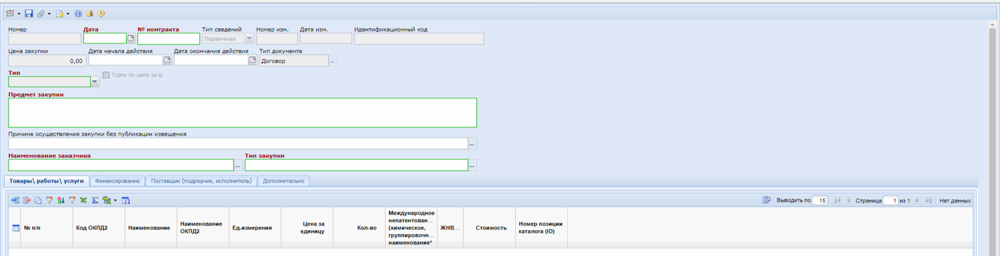 Номер Дата № контракта Тип сведений Номер изм. Дата изм. Идентификационный код
Первичная
Цена закупки Дата начала действия Дата окончания действия Тип документа
0,00 Договор ...
Тип
Торги по цене за ед
Предмет закупки
Причина осуществления закупки без публикации извещения
...
Наименование заказчика Тип закупки
... ...
Товары\ работы\ услуги Финансирование Поставщик (подрядчик, исполнитель) Дополнительно
Выводить по 15 Страница 1 из 1 Нет данных
№ п/п Код ОКПД2 Наименование Наименование ОКПД2 Ед.измерения Цена за единицу Кол-во Международное непатентован... (химическое, группировочн... наименование* ЖНВ... Стоимость Номер позиции каталога (ID)